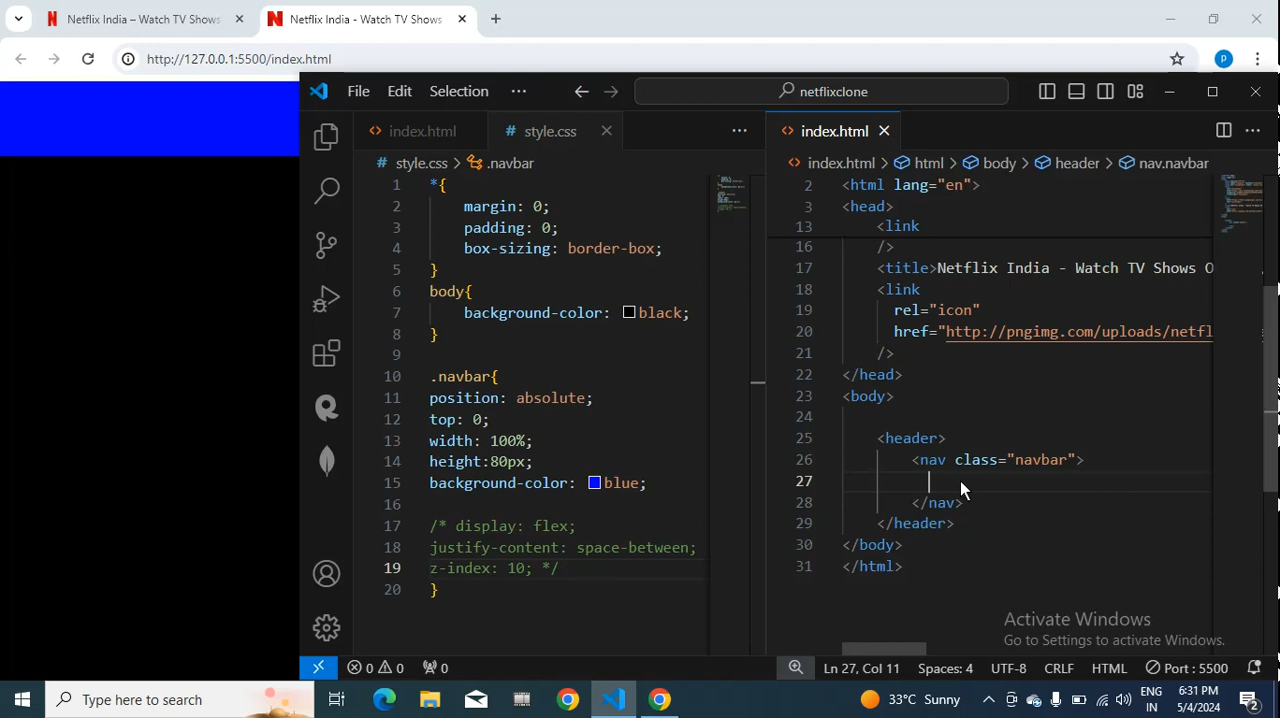 Netflix India – Watch TV Shows
Netflix India - Watch TV Shows
http://127.0.0.1:5500/index.html
P
File Edit Selection ··· netflixclone
index.html style.css
index.html
style.css > .navbar
index.html > html > body > header > nav.navbar
1 *{
2 margin: 0;
3 padding: 0;
4 box-sizing: border-box;
5 }
6 body{
7 background-color: black;
8 }
9
10 .navbar{
11 position: absolute;
12 top: 0;
13 width: 100%;
14 height:80px;
15 background-color: blue;
16
17 /* display: flex;
18 justify-content: space-between;
19 z-index: 10; */
20 }
2 <html lang="en">
3 <head>
13 <link
16 />
17 <title>Netflix India - Watch TV Shows O
18 <link
19 rel="icon"
20 href="http://pngimg.com/uploads/netfl
21 />
22 </head>
23 <body>
24
25 <header>
26 <nav class="navbar">
27
28 </nav>
29 </header>
30 </body>
31 </html>
Activate Windows
Go to Settings to activate Windows.
0 0 0
Ln 27, Col 11 Spaces: 4 UTF-8 CRLF HTML Port : 5500
Type here to search
33°C Sunny
ENG
IN
8:31 PM
5/4/2024
2